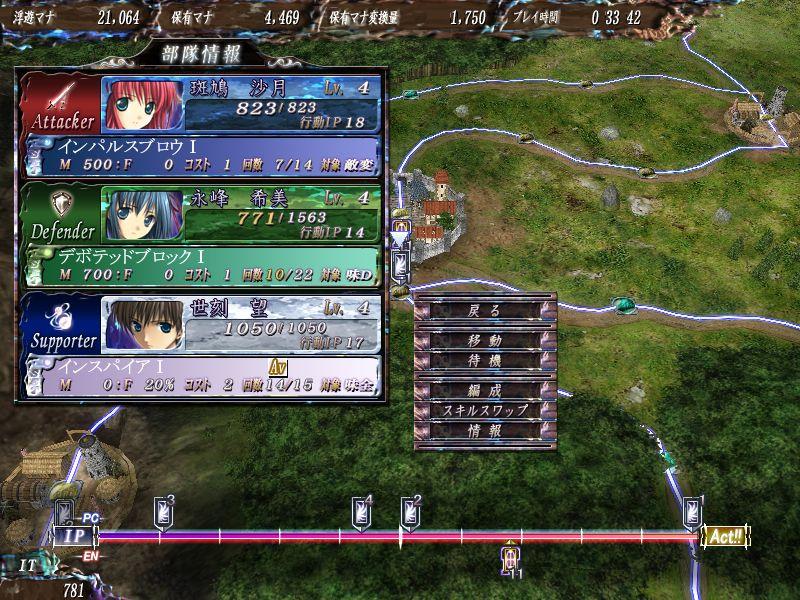 浮遊マナ 21,064 保有マナ 4,469 保有マナ変換量 1,750 プレイ時間 0 33 42
部隊情報
Attacker
斑鳩 沙月 Lv. 4
823/823
行動IP 18
インパルスブロウ I
M 500:F 0 コスト 1 回数 7/14 対象 敵変
Defender
永峰 希美 Lv. 4
771/1563
行動IP 14
デボテッドブロック I
M 700:F 0 コスト 1 回数 10/22 対象 味D
Supporter
世刻 望 Lv. 4
1050/1050
行動IP 17
インスパイア I Av
M 0:F 20% コスト 2 回数 14/15 対象 味全
戻る
移動
待機
編成
スキルスワップ
情報
3 4 2 1
PC
IP
Act!!
EN
11
IT
781